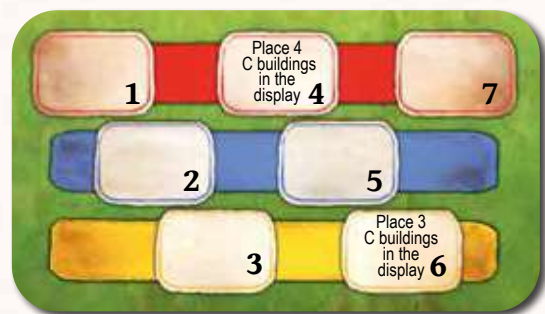 1
Place 4
C buildings
in the
display 4
7
2
5
3
Place 3
C buildings
in the
display 6